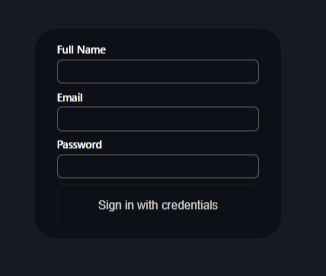 Full Name
Email
Password
Sign in with credentials